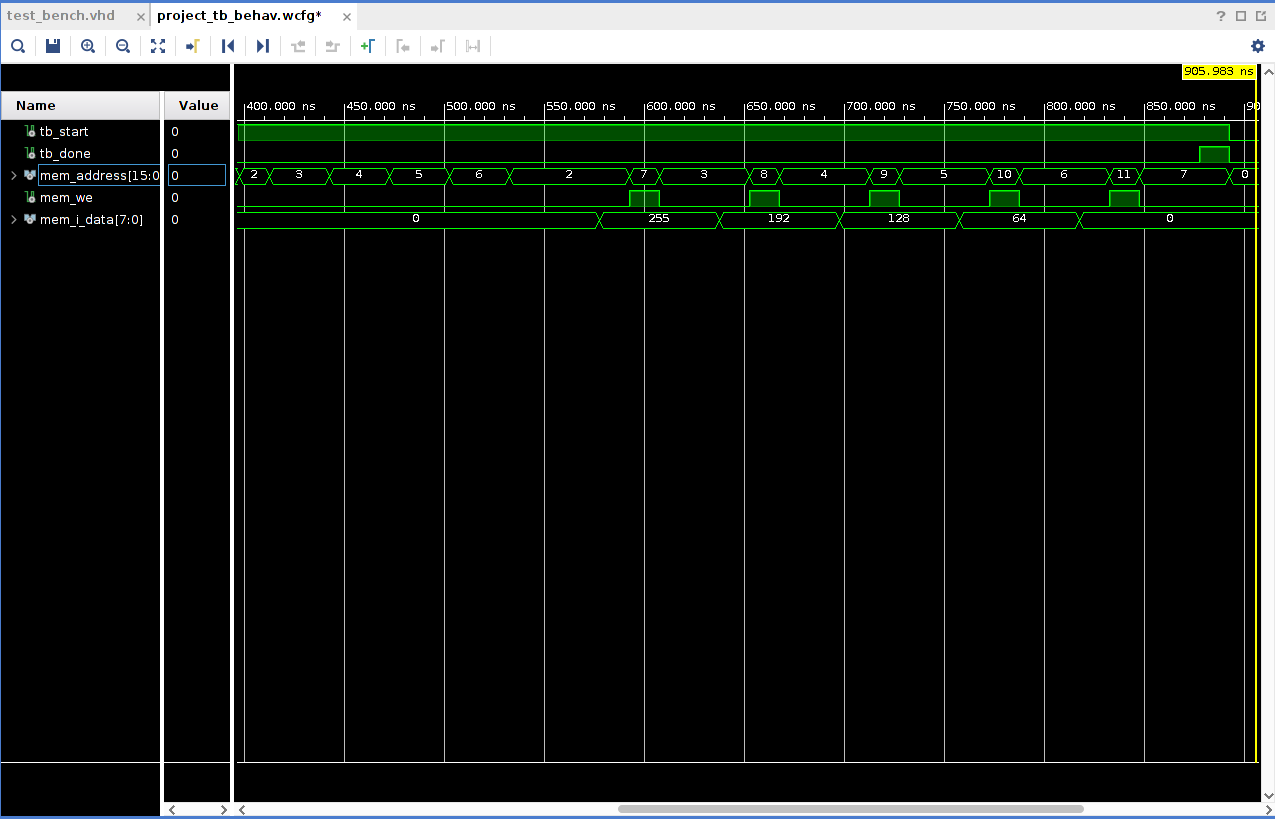 test_bench.vhd × project_tb_behav.wcfg* × ?
905.983 ns
Name Value 400.000 ns 450.000 ns 500.000 ns 550.000 ns 600.000 ns 650.000 ns 700.000 ns 750.000 ns 800.000 ns 850.000 ns 90
tb_start 0
tb_done 0
mem_address[15:0 0 2 3 4 5 6 2 7 3 8 4 9 5 10 6 11 7 0
mem_we 0
mem_i_data[7:0] 0 0 255 192 128 64 0